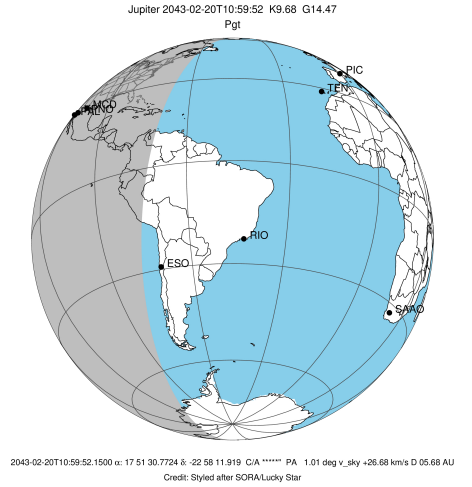 Jupiter 2043-02-20T10:59:52 K9.68 G14.47
Pgt
PIC
TEN
MCD
RIO
ESO
SAAO
2043-02-20T10:59:52.1500 α: 17 51 30.7724 δ: -22 58 11.919 C/A *****" PA 1.01 deg v_sky +26.68 km/s D 05.68 AU
Credit: Styled after SORA/Lucky Star